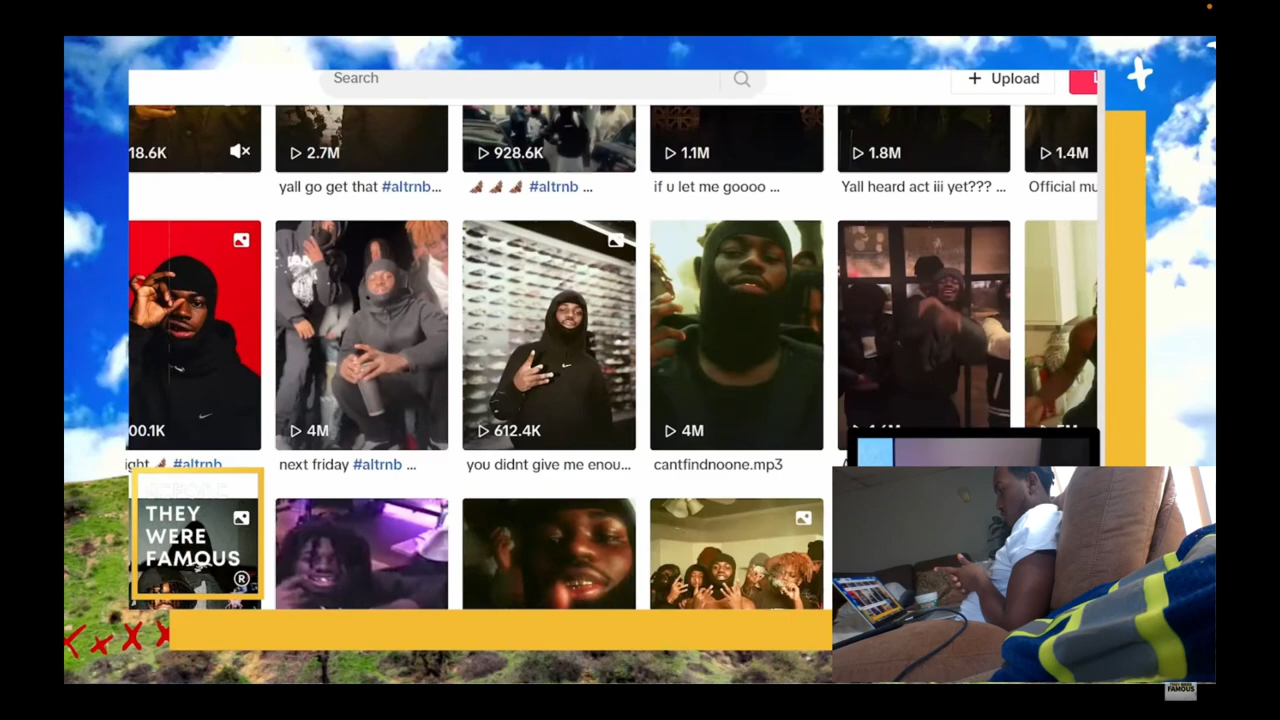 Search
Upload
18.6K
2.7M
928.6K
1.1M
1.8M
1.4M
yall go get that #altrnb...
#altrnb ...
if u let me goooo ...
Yall heard act iii yet??? ...
Official mu
00.1K
4M
612.4K
4M
ight #altrnb
next friday #altrnb ...
you didnt give me enou...
cantfindnoone.mp3
THEY
WERE
FAMOUS
®
FAMOUS